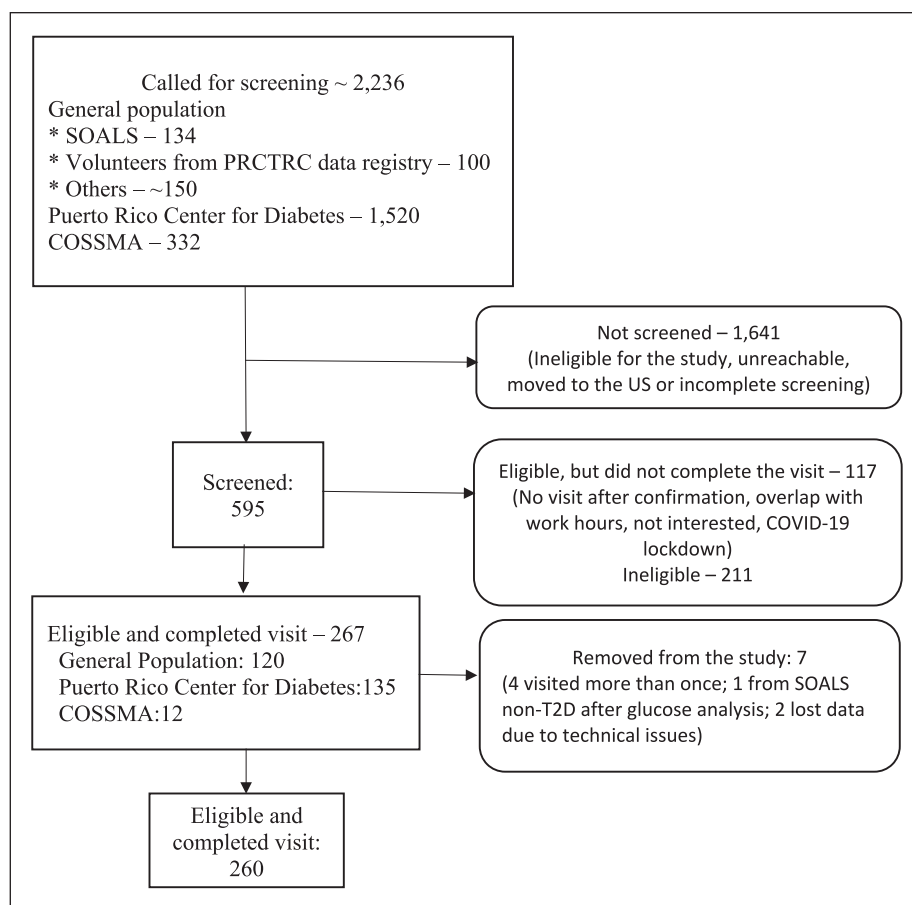 Called for screening ~ 2,236
General population
* SOALS – 134
* Volunteers from PRCTRC data registry – 100
* Others – ~150
Puerto Rico Center for Diabetes – 1,520
COSSMA – 332
Not screened – 1,641
(Ineligible for the study, unreachable,
moved to the US or incomplete screening)
Screened:
595
Eligible, but did not complete the visit – 117
(No visit after confirmation, overlap with
work hours, not interested, COVID-19
lockdown)
Ineligible – 211
Eligible and completed visit – 267
General Population: 120
Puerto Rico Center for Diabetes:135
COSSMA:12
Removed from the study: 7
(4 visited more than once; 1 from SOALS
non-T2D after glucose analysis; 2 lost data
due to technical issues)
Eligible and
completed visit:
260